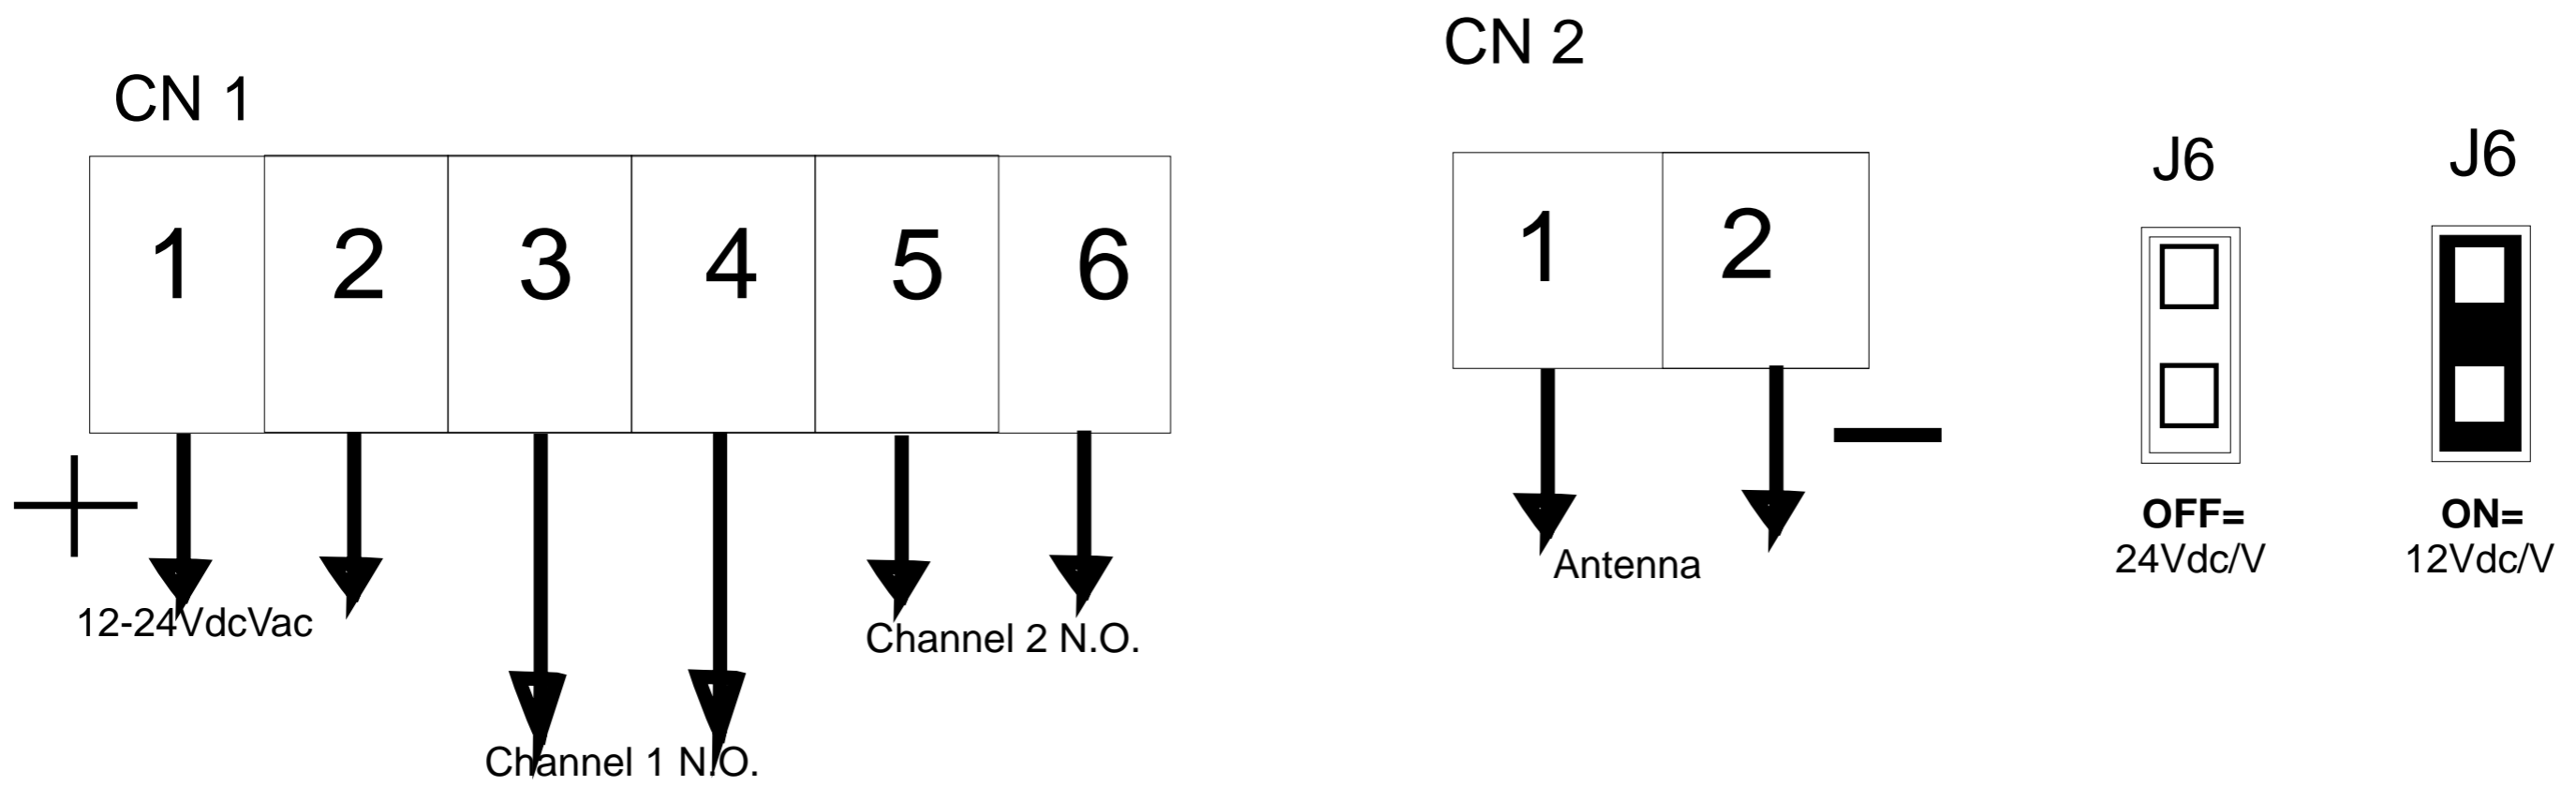 CN 1
1 2 3 4 5 6
12-24VdcVac
Channel 1 N.O.
Channel 2 N.O.
CN 2
1 2
Antenna
J6
OFF=
24Vdc/V
J6
ON=
12Vdc/V